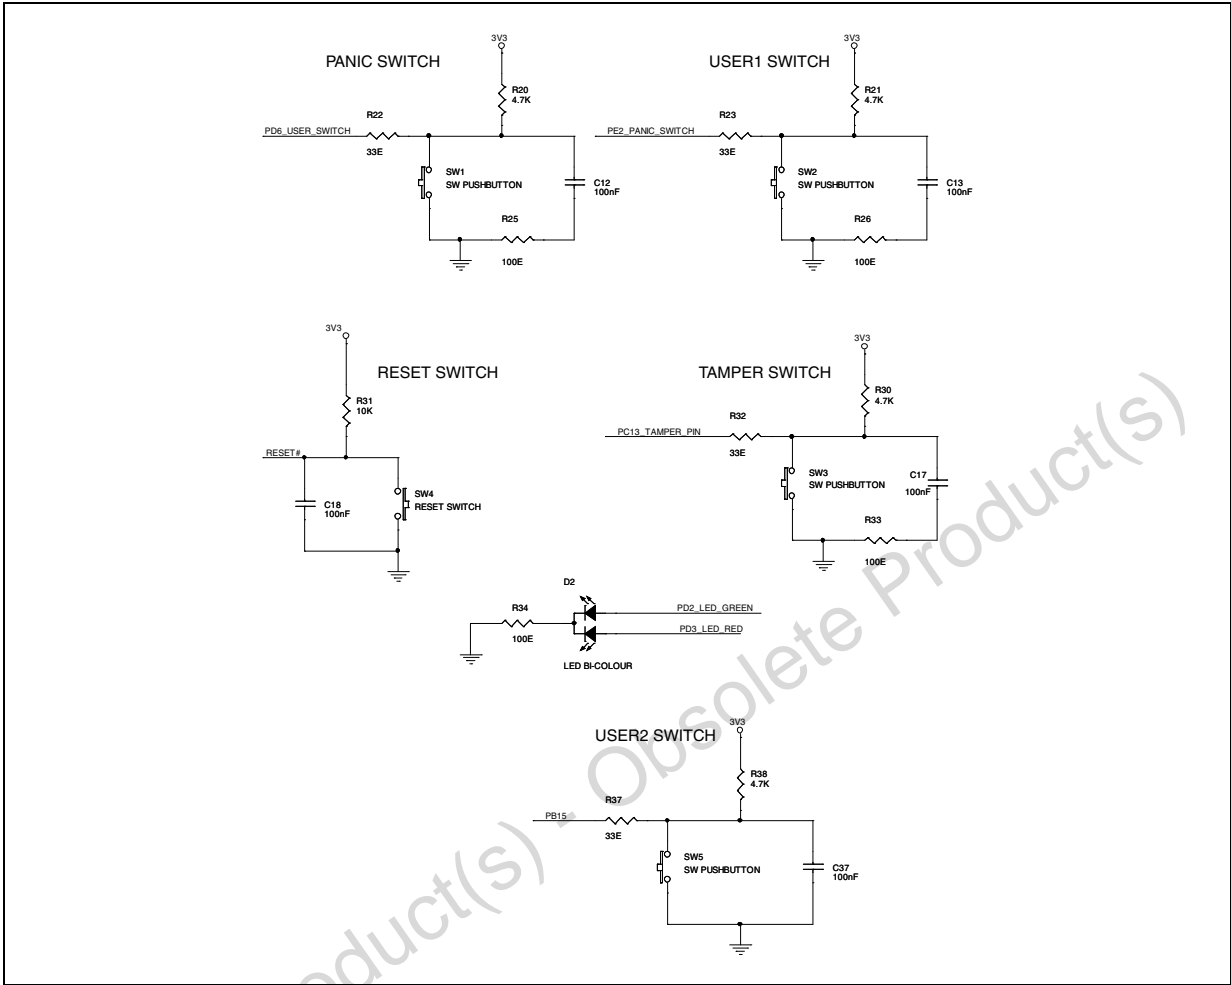 PANIC SWITCH
3V3
R20
4.7K
R22
PD6_USER_SWITCH
33E
SW1
SW PUSHBUTTON
C12
100nF
R25
100E
USER1 SWITCH
3V3
R21
4.7K
R23
PE2_PANIC_SWITCH
33E
SW2
SW PUSHBUTTON
C13
100nF
R26
100E
3V3
RESET SWITCH
R31
10K
RESET#
C18
100nF
SW4
RESET SWITCH
3V3
TAMPER SWITCH
R30
4.7K
R32
PC13_TAMPER_PIN
33E
SW3
SW PUSHBUTTON
C17
100nF
R33
100E
D2
R34
100E
PD2_LED_GREEN
PD3_LED_RED
LED BI-COLOUR
3V3
USER2 SWITCH
R38
4.7K
R37
PB15
33E
SW5
SW PUSHBUTTON
C37
100nF
oduct(s) - Obsolete Product(s)